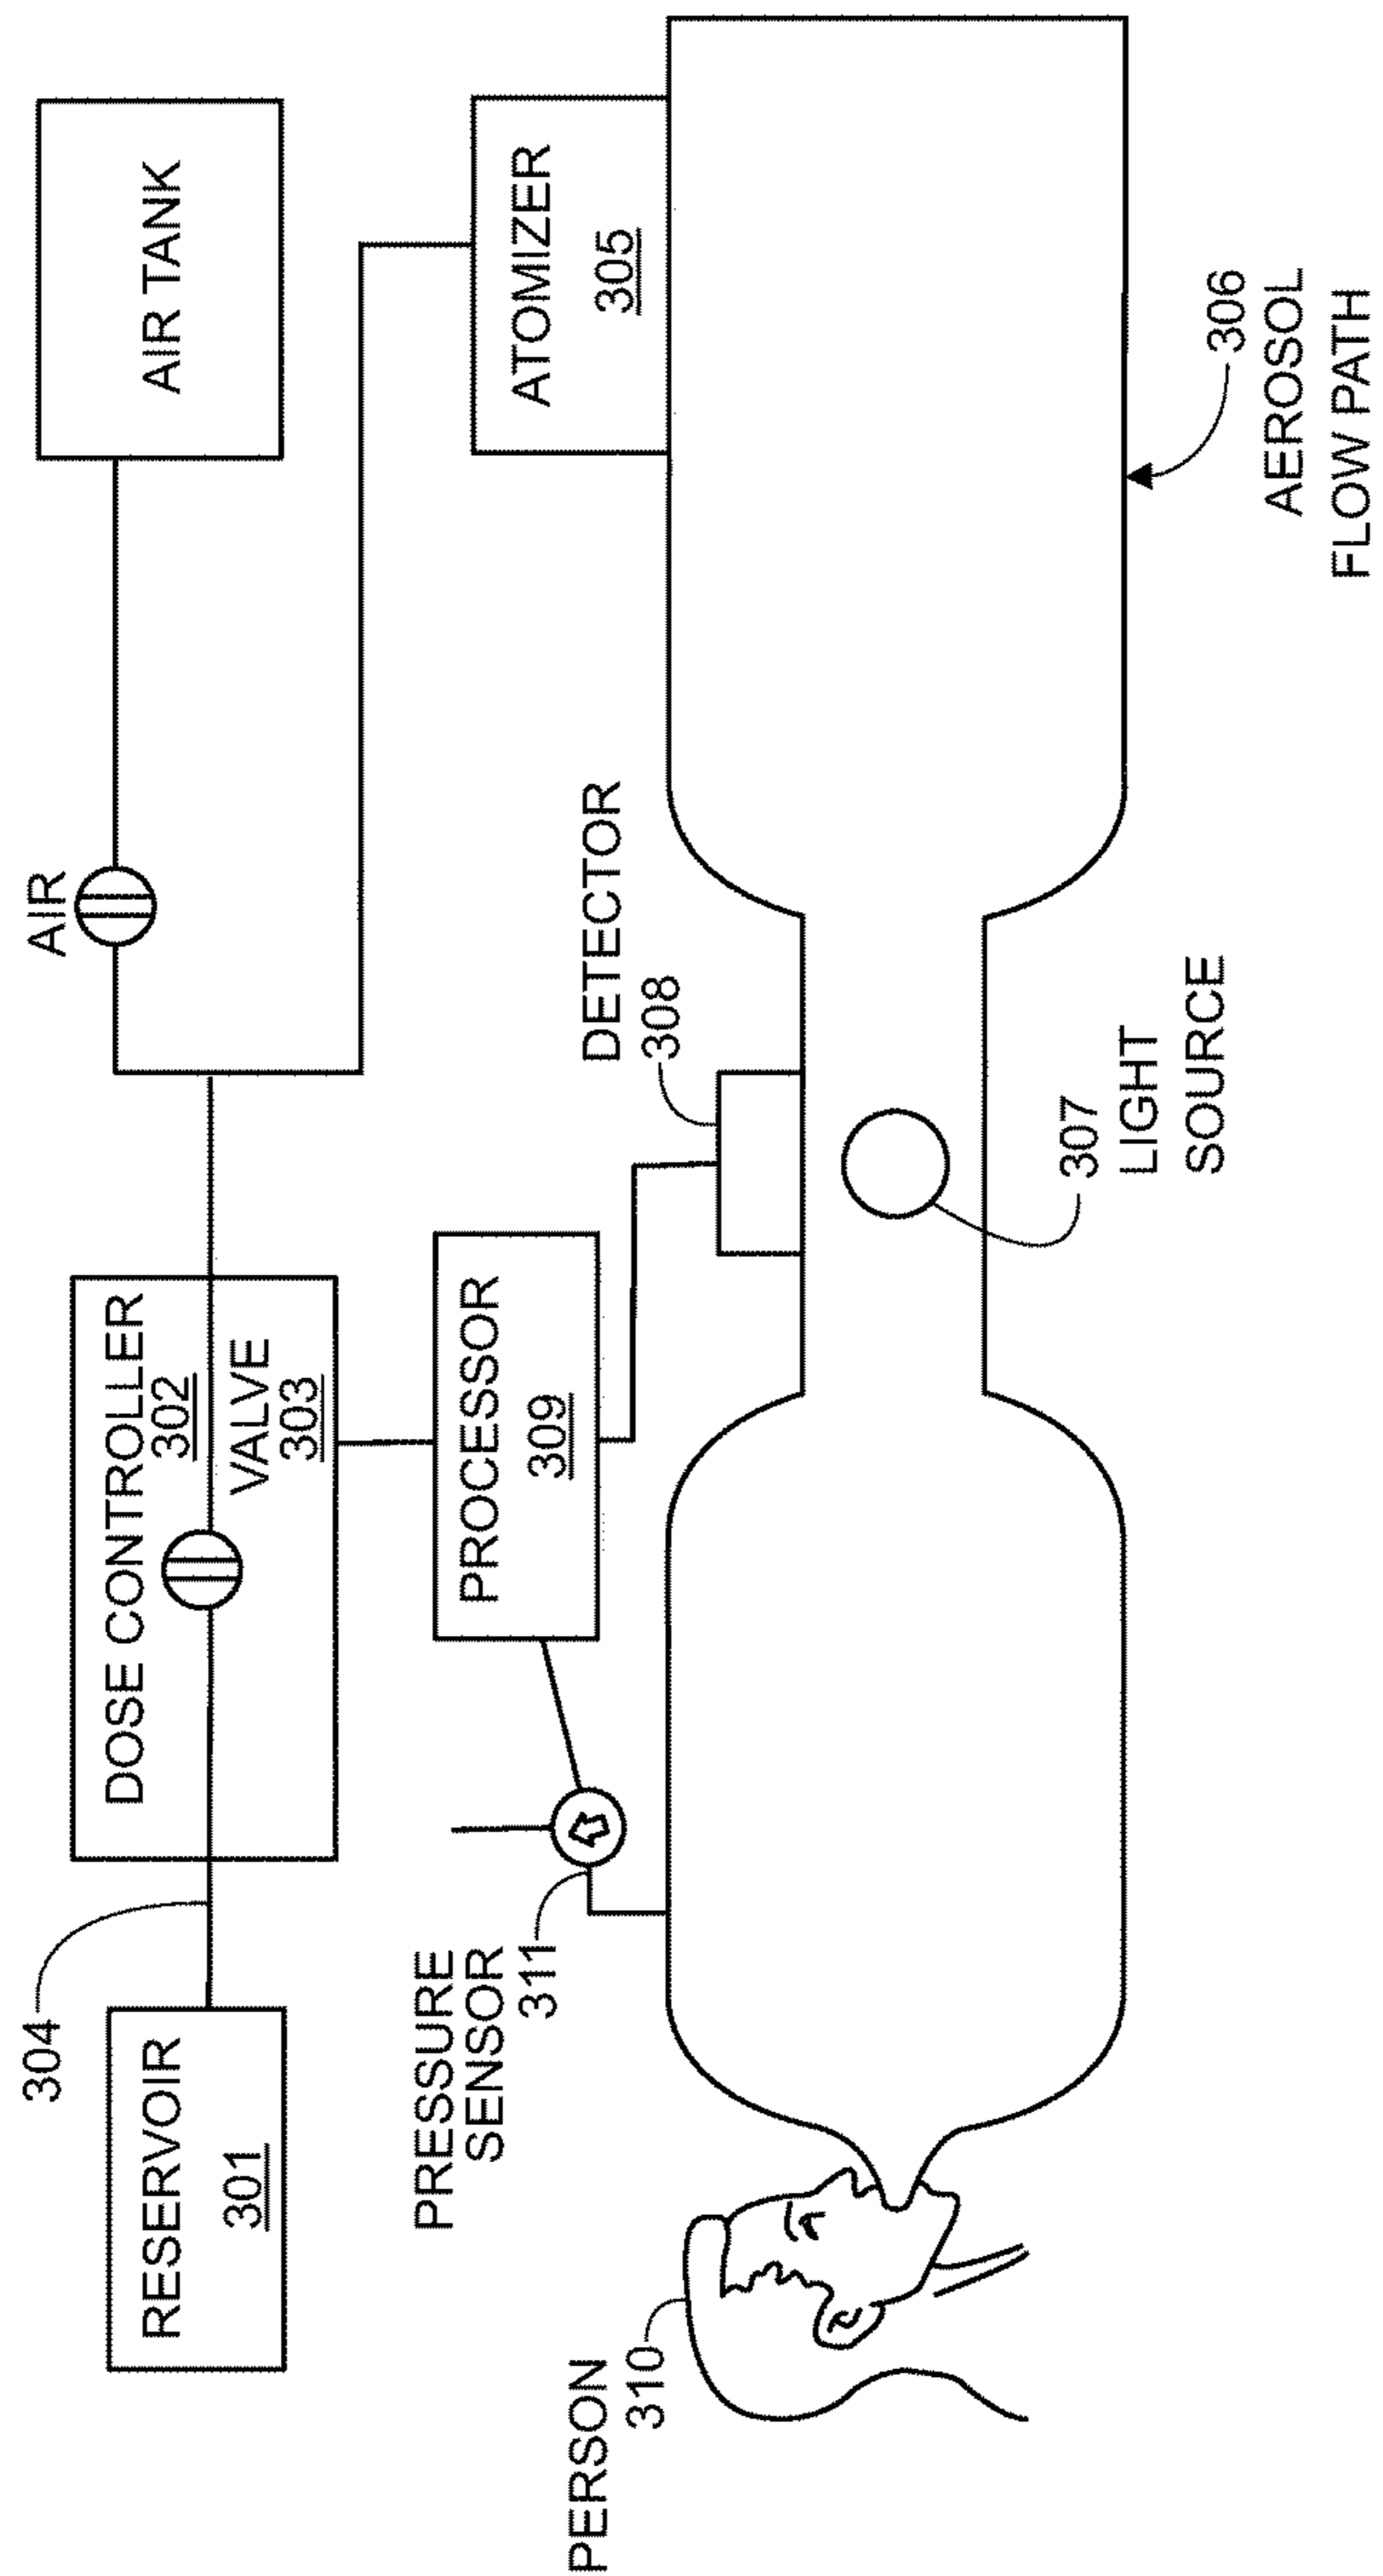 304
RESERVOIR
301
DOSE CONTROLLER
302
VALVE
303
AIR
AIR TANK
PRESSURE
SENSOR
311
PROCESSOR
309
DETECTOR
308
ATOMIZER
305
PERSON
310
307
LIGHT
SOURCE
306
AEROSOL
FLOW PATH